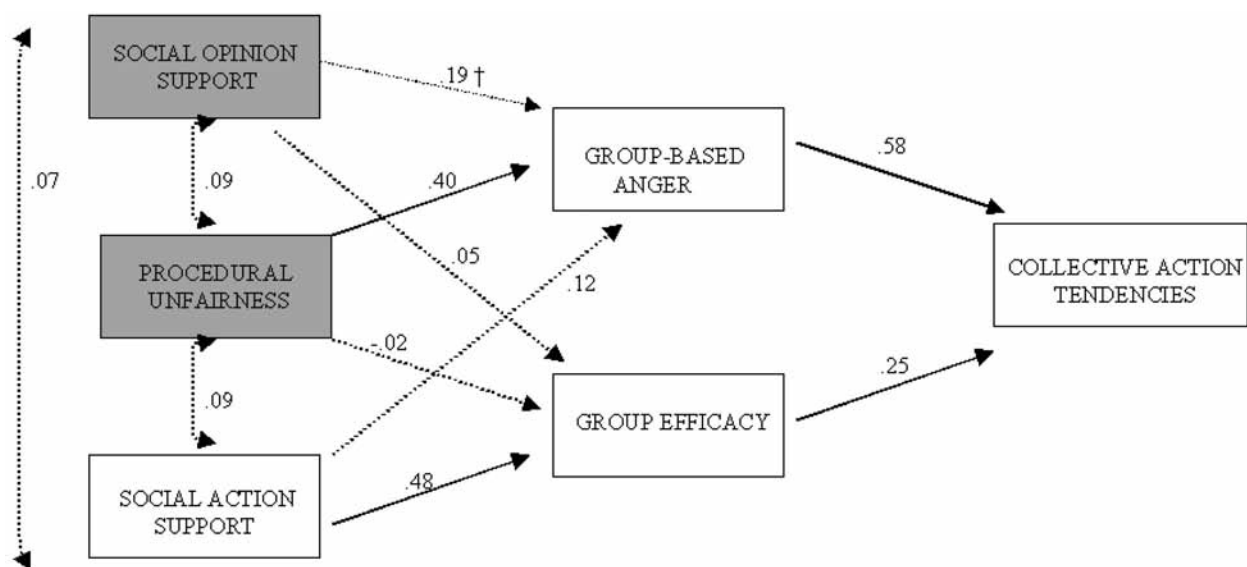 SOCIAL OPINION
SUPPORT
.19 †
GROUP-BASED
ANGER
.58
.07
.09
.40
PROCEDURAL
UNFAIRNESS
.05
.12
COLLECTIVE ACTION
TENDENCIES
-.02
.09
GROUP EFFICACY
.25
SOCIAL ACTION
SUPPORT
.48